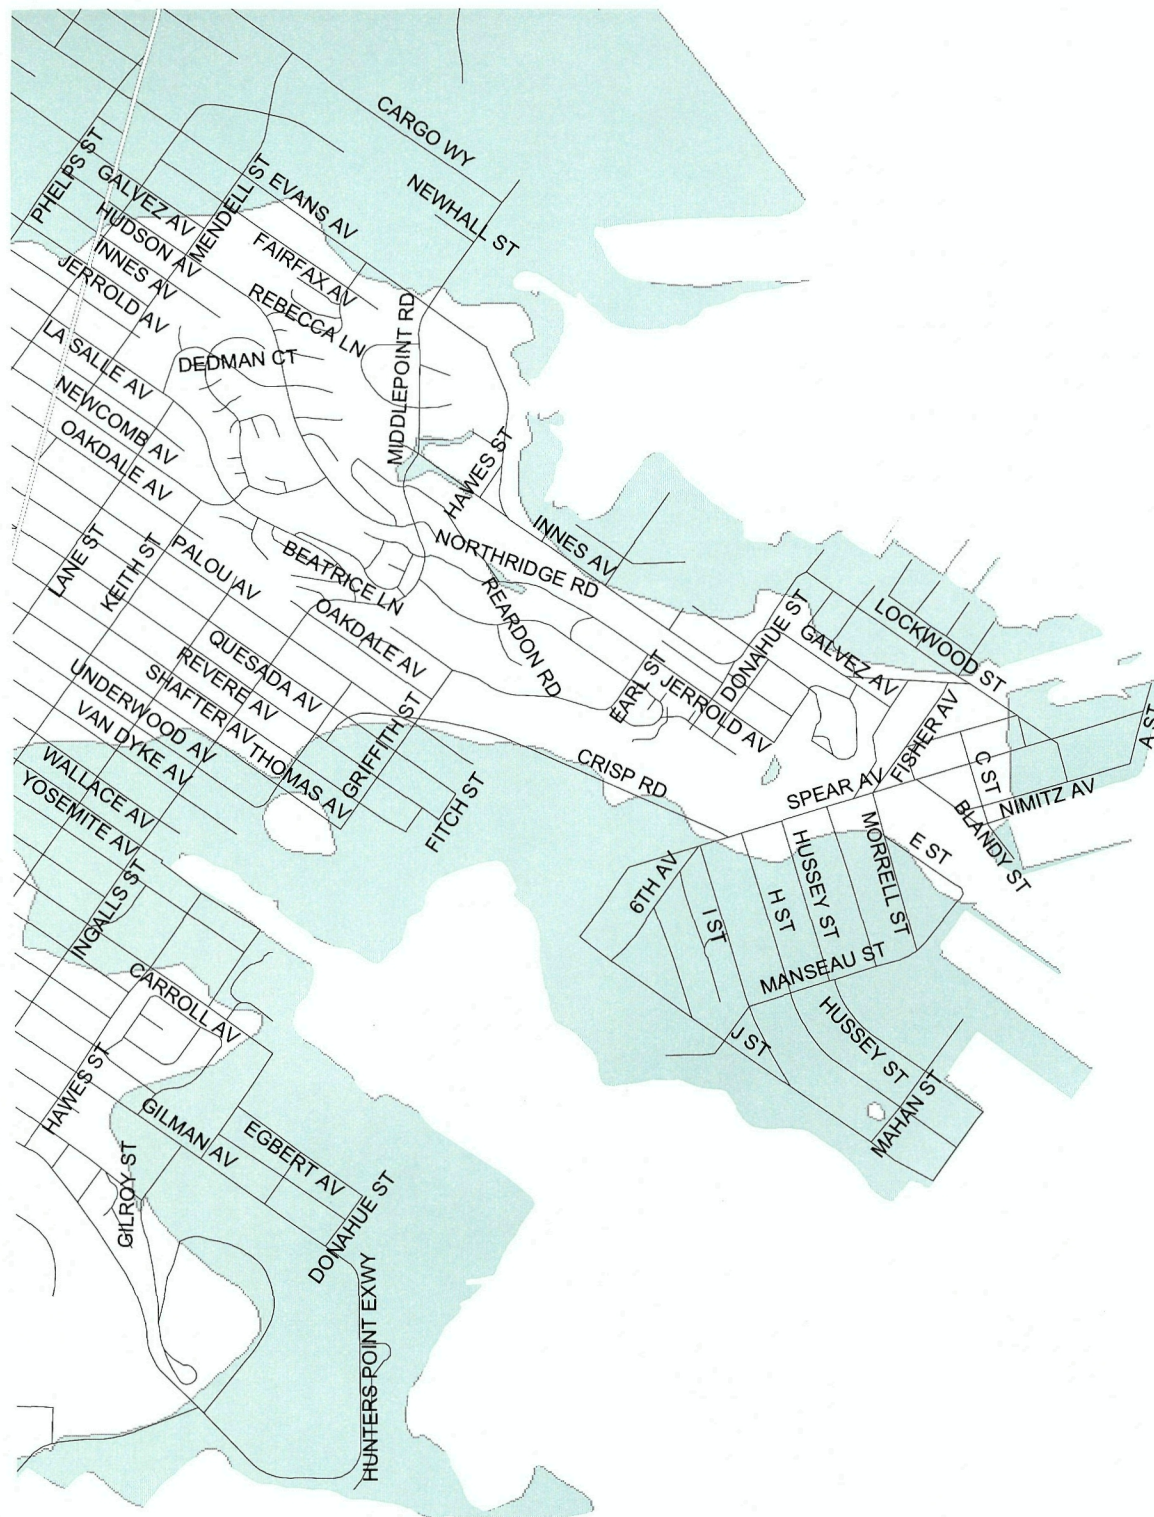 CARGO WY
NEWHALL ST
PHELPS ST
GALVEZ AV
MENDELL ST
EVANS AV
HUDSON AV
FAIRFAX AV
INNES AV
JERROLD AV
REBECCA LN
MIDDLEPOINT RD
LA SALLE AV
DEDMAN CT
NEWCOMB AV
OAKDALE AV
HAWES ST
INNES AV
NORTHRIDGE RD
LANE ST
KEITH ST
PALOU AV
BEATRICE LN
REARDON RD
OAKDALE AV
DONAHUE ST
LOCKWOOD ST
GALVEZ AV
QUESADA AV
REVERE AV
SHAFTER AV
UNDERWOOD AV
VAN DYKE AV
THOMAS AV
GRIFFITH ST
EARL ST
JERROLD AV
FISHER AV
A ST
WALLACE AV
YOSEMITE AV
FITCH ST
CRISP RD
SPEAR AV
C ST
NIMITZ AV
BLANDY ST
E ST
6TH AV
I ST
H ST
HUSSEY ST
MORRELL ST
INGALLS ST
MANSEAU ST
CARROLL AV
J ST
HUSSEY ST
MAHAN ST
HAWES ST
GILMAN AV
EGBERT AV
GILROY ST
DONAHUE ST
HUNTERS POINT EXWY